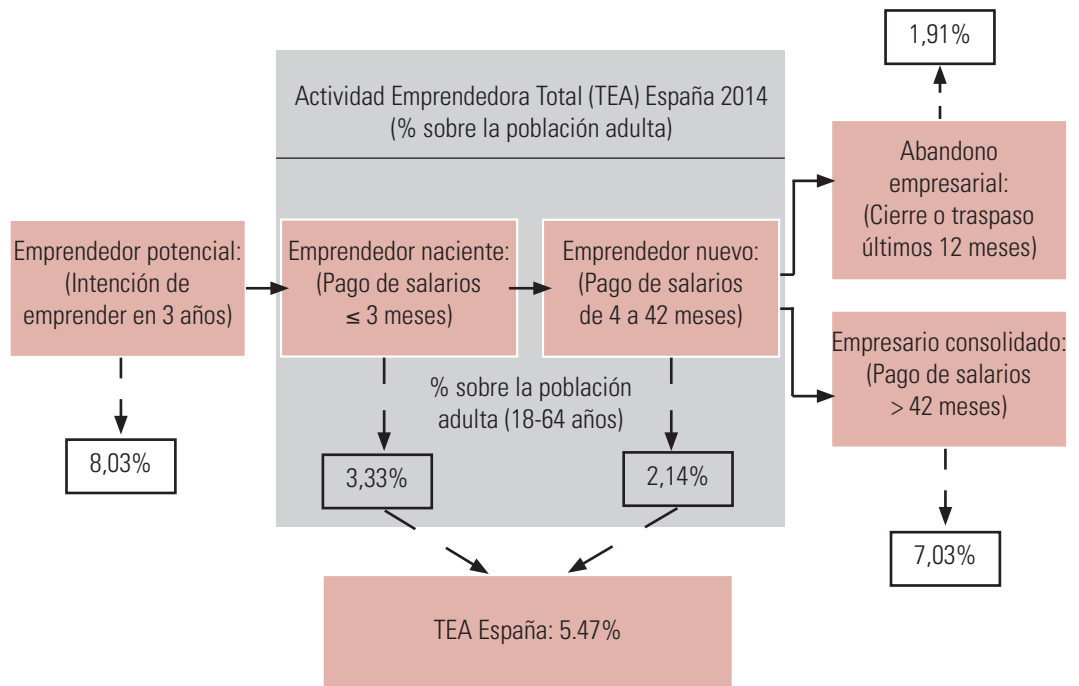 1,91%
Actividad Emprendedora Total (TEA) España 2014
(% sobre la población adulta)
Abandono
empresarial:
(Cierre o traspaso
últimos 12 meses)
Emprendedor potencial:
(Intención de
emprender en 3 años)
Emprendedor naciente:
(Pago de salarios
≤ 3 meses)
Emprendedor nuevo:
(Pago de salarios
de 4 a 42 meses)
Empresario consolidado:
(Pago de salarios
> 42 meses)
% sobre la población
adulta (18-64 años)
8,03%
3,33%
2,14%
7,03%
TEA España: 5.47%